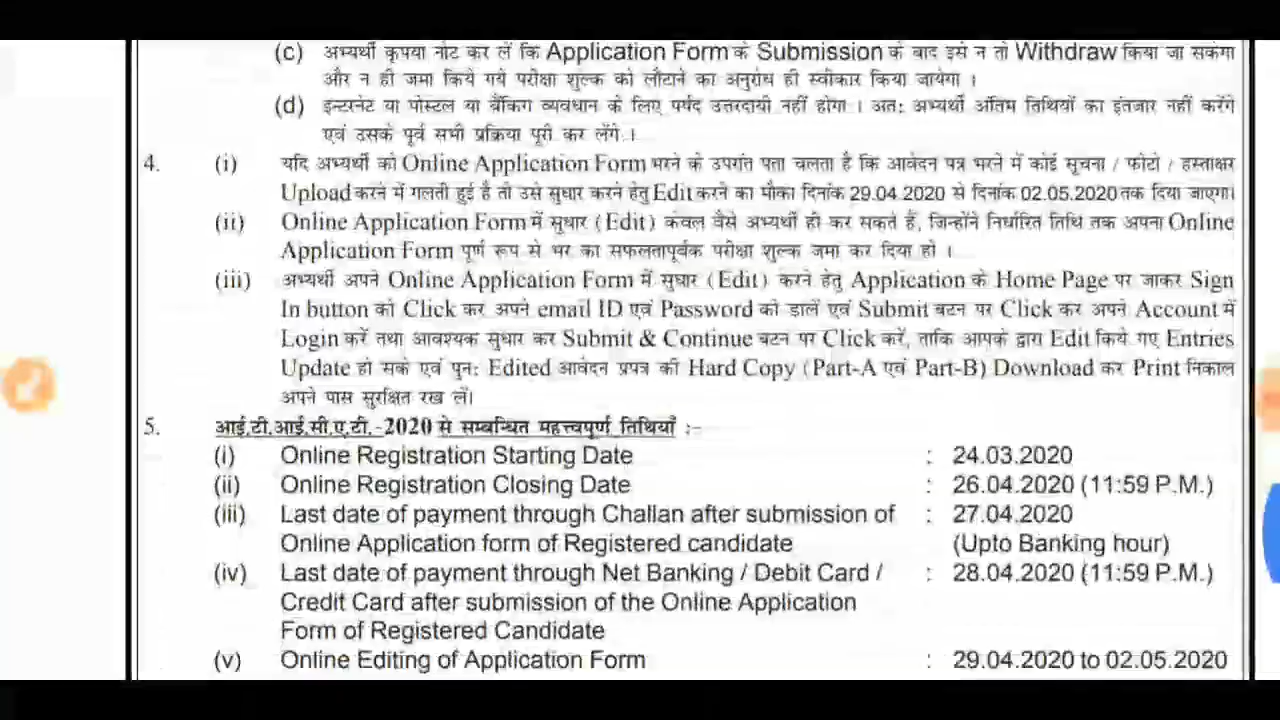 (c) अभ्यर्थी कृपया नोट कर लें कि Application Form के Submission के बाद इसे न तो Withdraw किया जा सकेगा
और न ही जमा किये गये परीक्षा शुल्क को लौटाने का अनुरोध ही स्वीकार किया जायेगा ।
(d) इन्टरनेट या पोस्टल या बैंकिंग व्यवधान के लिए पर्षद उत्तरदायी नहीं होगा । अतः अभ्यर्थी अंतिम तिथियों का इंतजार नहीं करेंगे
एवं उसके पूर्व सभी प्रक्रिया पूरी कर लेंगे ।
4. (i) यदि अभ्यर्थी को Online Application Form भरने के उपरांत पता चलता है कि आवेदन पत्र भरने में कोई सूचना / फोटो / हस्ताक्षर
Upload करने में गलती हुई है तो उसे सुधार करने हेतु Edit करने का मौका दिनांक 29.04.2020 से दिनांक 02.05.2020 तक दिया जाएगा।
(ii) Online Application Form में सुधार (Edit) केवल वैसे अभ्यर्थी ही कर सकते हैं, जिन्होंने निर्धारित तिथि तक अपना Online
Application Form पूर्ण रूप से भर का सफलतापूर्वक परीक्षा शुल्क जमा कर दिया हो ।
(iii) अभ्यर्थी अपने Online Application Form में सुधार (Edit) करने हेतु Application के Home Page पर जाकर Sign
In button को Click कर अपने email ID एवं Password को डालें एवं Submit बटन पर Click कर अपने Account में
Login करें तथा आवश्यक सुधार कर Submit & Continue बटन पर Click करें, ताकि आपके द्वारा Edit किये गए Entries
Update हो सके एवं पुनः Edited आवेदन प्रपत्र की Hard Copy (Part-A एवं Part-B) Download कर Print निकाल
अपने पास सुरक्षित रख लें।
5. आई.टी.आई.सी.ए.टी.-2020 से सम्बन्धित महत्त्वपूर्ण तिथियाँ :-
(i) Online Registration Starting Date : 24.03.2020
(ii) Online Registration Closing Date : 26.04.2020 (11:59 P.M.)
(iii) Last date of payment through Challan after submission of : 27.04.2020
Online Application form of Registered candidate (Upto Banking hour)
(iv) Last date of payment through Net Banking / Debit Card / : 28.04.2020 (11:59 P.M.)
Credit Card after submission of the Online Application
Form of Registered Candidate
(v) Online Editing of Application Form : 29.04.2020 to 02.05.2020